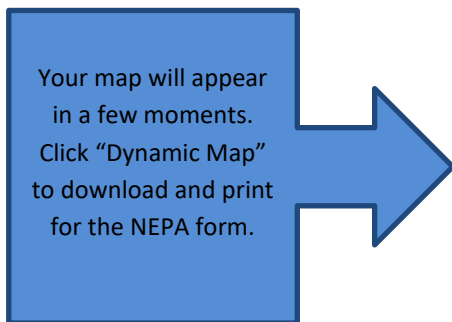 Your map will appear
in a few moments.
Click “Dynamic Map”
to download and print
for the NEPA form.